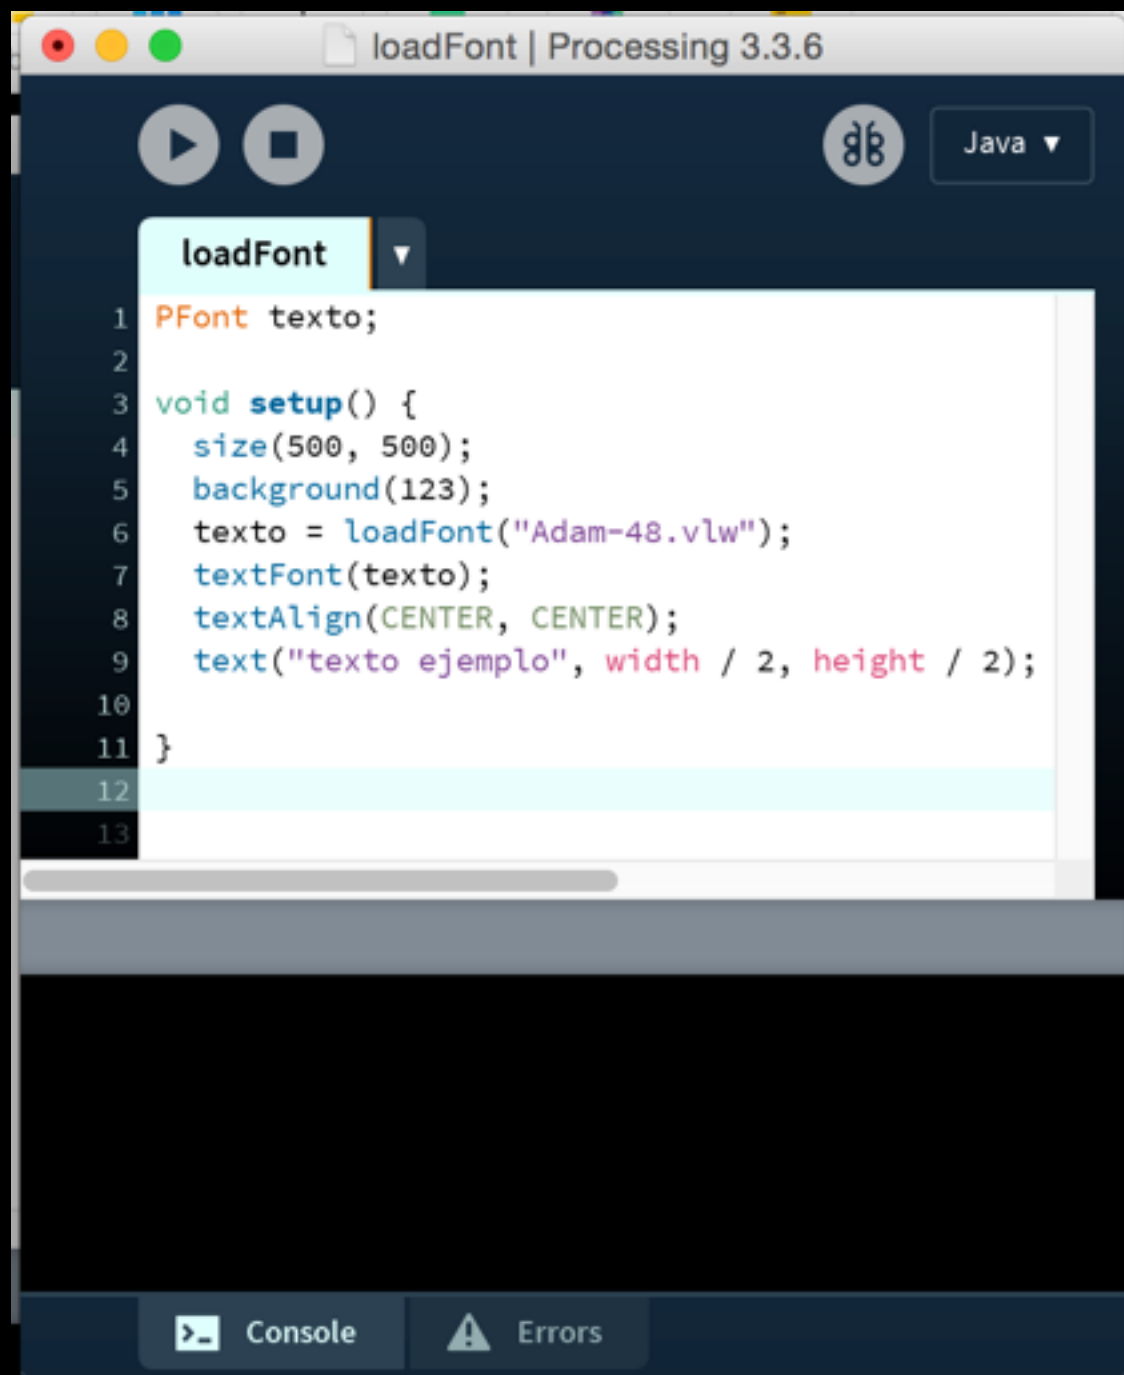 loadFont | Processing 3.3.6
Java ▼
loadFont ▼
1 PFont texto;
2
3 void setup() {
4   size(500, 500);
5   background(123);
6   texto = loadFont("Adam-48.vlw");
7   textFont(texto);
8   textAlign(CENTER, CENTER);
9   text("texto ejemplo", width / 2, height / 2);
10
11 }
12
13
>_ Console Errors